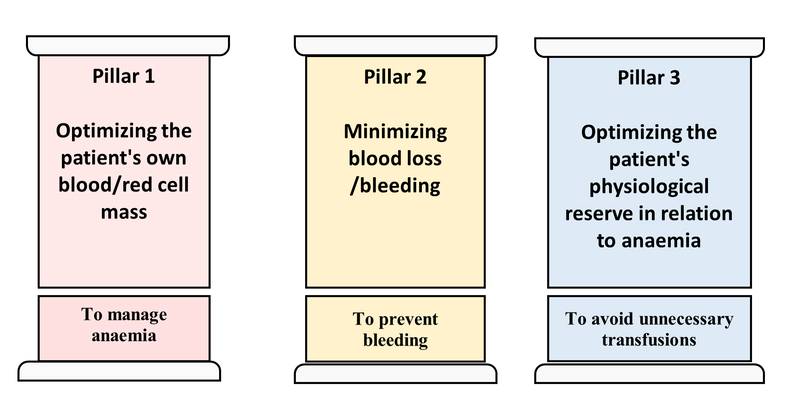 Pillar 1
Optimizing the
patient's own
blood/red cell
mass
To manage
anaemia
Pillar 2
Minimizing
blood loss
/bleeding
To prevent
bleeding
Pillar 3
Optimizing the
patient's
physiological
reserve in relation
to anaemia
To avoid unnecessary
transfusions